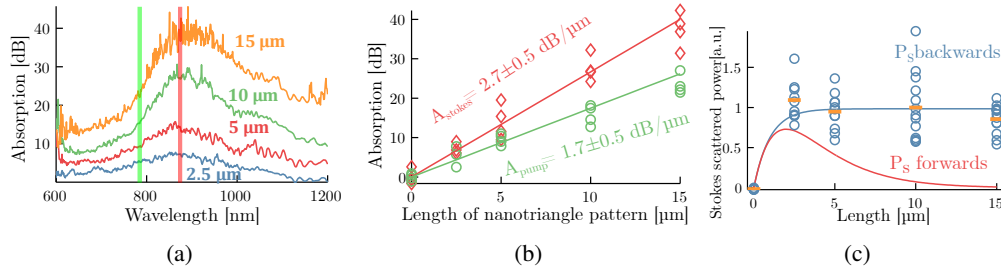 Absorption [dB]
40
30
20
10
15 µm
10 µm
5 µm
2.5 µm
600
800
1000
1200
Wavelength [nm]
(a)
Absorption [dB]
40
30
20
10
0
A_stokes = 2.7±0.5 dB/µm
A_pump = 1.7±0.5 dB/µm
0
5
10
15
Length of nanotriangle pattern [µm]
(b)
Stokes scattered power[a.u.]
1.5
1
0.5
0
P_S backwards
P_S forwards
0
5
10
15
Length [µm]
(c)